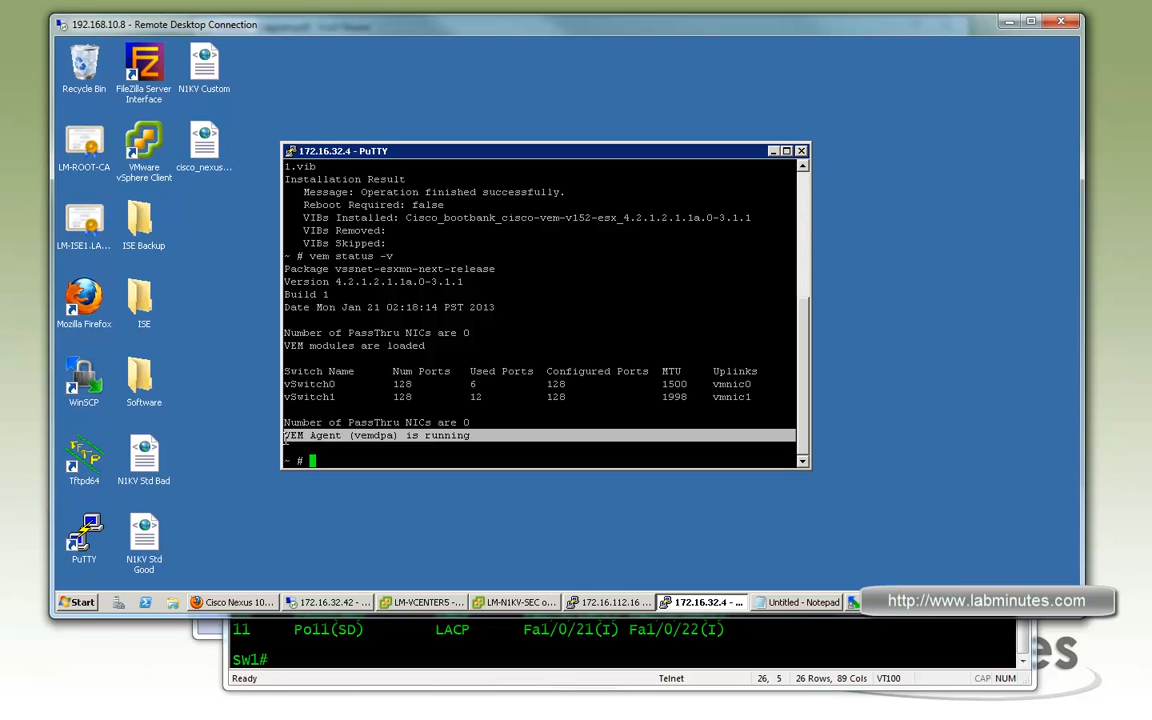 192.168.10.8 - Remote Desktop Connection
Recycle Bin
FileZilla Server Interface
N1KV Custom
LM-ROOT-CA
VMware vSphere Client
cisco_nexus...
LM-ISE1.LA...
ISE Backup
Mozilla Firefox
ISE
WinSCP
Software
Tftpd64
N1KV Std Bad
PuTTY
N1KV Std Good
172.16.32.4 - PuTTY
1.vib
Installation Result
Message: Operation finished successfully.
Reboot Required: false
VIBs Installed: Cisco_bootbank_cisco-vem-v152-esx_4.2.1.2.1.1a.0-3.1.1
VIBs Removed:
VIBs Skipped:
~ # vem status -v
Package vssnet-esxmn-next-release
Version 4.2.1.2.1.1a.0-3.1.1
Build 1
Date Mon Jan 21 02:18:14 PST 2013
Number of PassThru NICs are 0
VEM modules are loaded
Switch Name Num Ports Used Ports Configured Ports MTU Uplinks
vSwitch0 128 6 128 1500 vmnic0
vSwitch1 128 12 128 1998 vmnic1
Number of PassThru NICs are 0
VEM Agent (vemdpa) is running
~ #
Start Cisco Nexus 10... 172.16.32.42 - ... LM-VCENTER5 -... LM-N1KV-SEC o... 172.16.112.16 ... 172.16.32.4 - ... Untitled - Notepad
http://www.labminutes.com
11 Po11(SD) LACP Fa1/0/21(I) Fa1/0/22(I)
sw1#
es
Ready Telnet 26, 5 26 Rows, 89 Cols VT100 CAP NUM